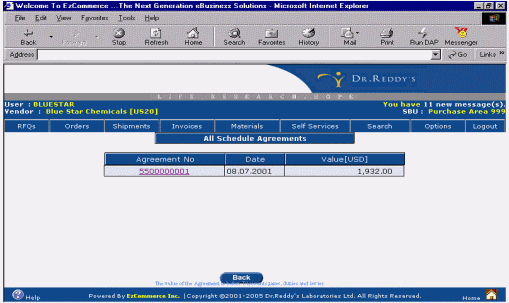 Welcome To EzCommerce ...The Next Generation eBusiness Solutions - Microsoft Internet Explorer
File Edit View Favorites Tools Help
Back Forward Stop Refresh Home Search Favorites History Mail Print Run DAP Messenger
Address Go Links »
DR.REDDY'S
LIFE. RESEARCH. HOPE
User : BLUESTAR You have 11 new message(s).
Vendor : Blue Star Chemicals [US20] SBU : Purchase Area 999
RFQs Orders Shipments Invoices Materials Self Services Search Options Logout
All Schedule Agreements
Agreement No Date Value[USD]
5500000001 08.07.2001 1,932.00
Back
The Value of the Agreement duties and levies
Help Powered By EzCommerce Inc. |Copyright ©2001-2005 Dr.Reddy's Laboratories Ltd. All Rights Reserved. Home